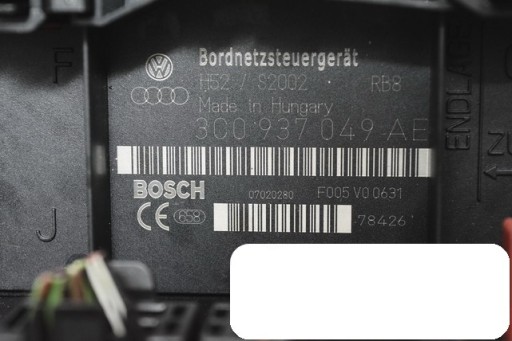 Bordnetzsteuergerät
H52 / S2002 RB8
Made in Hungary
3C0 937 049 AE
BOSCH
07020280 F005 V0 0631
CE 658
78426
F
J
ENDLA